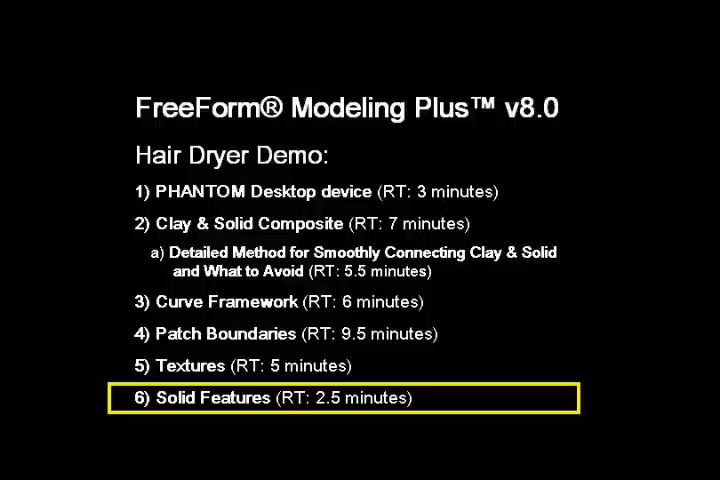 FreeForm® Modeling Plus™ v8.0
Hair Dryer Demo:
1) PHANTOM Desktop device (RT: 3 minutes)
2) Clay & Solid Composite (RT: 7 minutes)
a) Detailed Method for Smoothly Connecting Clay & Solid
and What to Avoid (RT: 5.5 minutes)
3) Curve Framework (RT: 6 minutes)
4) Patch Boundaries (RT: 9.5 minutes)
5) Textures (RT: 5 minutes)
6) Solid Features (RT: 2.5 minutes)